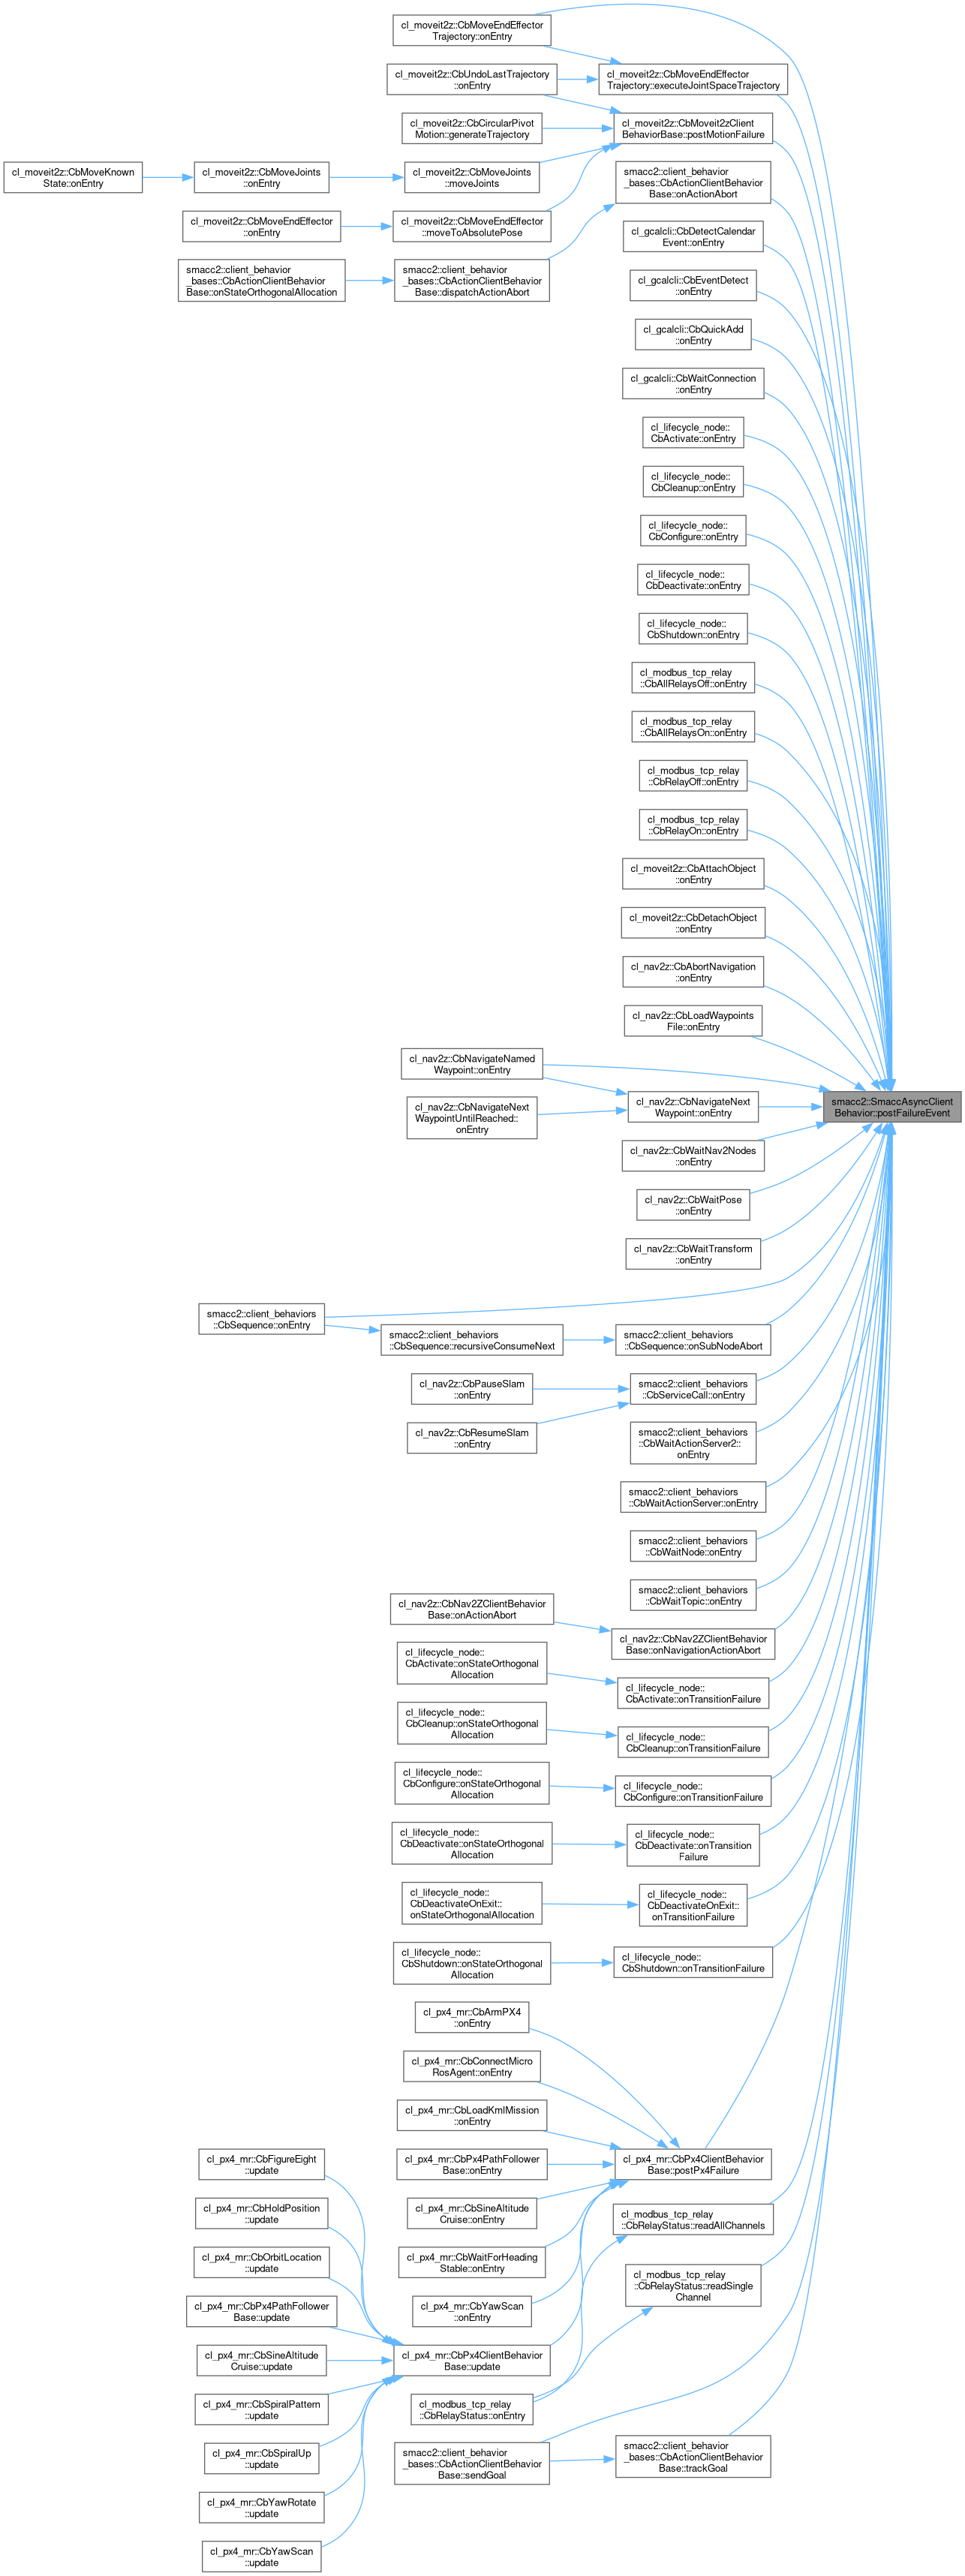 cl_moveit2z::CbMoveEndEffector
Trajectory::onEntry
cl_moveit2z::CbUndoLastTrajectory
::onEntry
cl_moveit2z::CbMoveEndEffector
Trajectory::executeJointSpaceTrajectory
cl_moveit2z::CbCircularPivot
Motion::generateTrajectory
cl_moveit2z::CbMoveit2zClient
BehaviorBase::postMotionFailure
cl_moveit2z::CbMoveKnown
State::onEntry
cl_moveit2z::CbMoveJoints
::onEntry
cl_moveit2z::CbMoveJoints
::moveJoints
smacc2::client_behavior
_bases::CbActionClientBehavior
Base::onActionAbort
cl_moveit2z::CbMoveEndEffector
::onEntry
cl_moveit2z::CbMoveEndEffector
::moveToAbsolutePose
cl_gcalcli::CbDetectCalendar
Event::onEntry
smacc2::client_behavior
_bases::CbActionClientBehavior
Base::onStateOrthogonalAllocation
smacc2::client_behavior
_bases::CbActionClientBehavior
Base::dispatchActionAbort
cl_gcalcli::CbEventDetect
::onEntry
cl_gcalcli::CbQuickAdd
::onEntry
cl_gcalcli::CbWaitConnection
::onEntry
cl_lifecycle_node::
CbActivate::onEntry
cl_lifecycle_node::
CbCleanup::onEntry
cl_lifecycle_node::
CbConfigure::onEntry
cl_lifecycle_node::
CbDeactivate::onEntry
cl_lifecycle_node::
CbShutdown::onEntry
cl_modbus_tcp_relay
::CbAllRelaysOff::onEntry
cl_modbus_tcp_relay
::CbAllRelaysOn::onEntry
cl_modbus_tcp_relay
::CbRelayOff::onEntry
cl_modbus_tcp_relay
::CbRelayOn::onEntry
cl_moveit2z::CbAttachObject
::onEntry
cl_moveit2z::CbDetachObject
::onEntry
cl_nav2z::CbAbortNavigation
::onEntry
cl_nav2z::CbLoadWaypoints
File::onEntry
cl_nav2z::CbNavigateNamed
Waypoint::onEntry
cl_nav2z::CbNavigateNext
Waypoint::onEntry
smacc2::SmaccAsyncClient
Behavior::postFailureEvent
cl_nav2z::CbNavigateNext
WaypointUntilReached::
onEntry
cl_nav2z::CbWaitNav2Nodes
::onEntry
cl_nav2z::CbWaitPose
::onEntry
cl_nav2z::CbWaitTransform
::onEntry
smacc2::client_behaviors
::CbSequence::onEntry
smacc2::client_behaviors
::CbSequence::recursiveConsumeNext
smacc2::client_behaviors
::CbSequence::onSubNodeAbort
cl_nav2z::CbPauseSlam
::onEntry
smacc2::client_behaviors
::CbServiceCall::onEntry
cl_nav2z::CbResumeSlam
::onEntry
smacc2::client_behaviors
::CbWaitActionServer2::
onEntry
smacc2::client_behaviors
::CbWaitActionServer::onEntry
smacc2::client_behaviors
::CbWaitNode::onEntry
smacc2::client_behaviors
::CbWaitTopic::onEntry
cl_nav2z::CbNav2ZClientBehavior
Base::onActionAbort
cl_nav2z::CbNav2ZClientBehavior
Base::onNavigationActionAbort
cl_lifecycle_node::
CbActivate::onStateOrthogonal
Allocation
cl_lifecycle_node::
CbActivate::onTransitionFailure
cl_lifecycle_node::
CbCleanup::onStateOrthogonal
Allocation
cl_lifecycle_node::
CbCleanup::onTransitionFailure
cl_lifecycle_node::
CbConfigure::onStateOrthogonal
Allocation
cl_lifecycle_node::
CbConfigure::onTransitionFailure
cl_lifecycle_node::
CbDeactivate::onStateOrthogonal
Allocation
cl_lifecycle_node::
CbDeactivate::onTransition
Failure
cl_lifecycle_node::
CbDeactivateOnExit::
onStateOrthogonalAllocation
cl_lifecycle_node::
CbDeactivateOnExit::
onTransitionFailure
cl_lifecycle_node::
CbShutdown::onStateOrthogonal
Allocation
cl_lifecycle_node::
CbShutdown::onTransitionFailure
cl_px4_mr::CbArmPX4
::onEntry
cl_px4_mr::CbConnectMicro
RosAgent::onEntry
cl_px4_mr::CbLoadKmlMission
::onEntry
cl_px4_mr::CbPx4PathFollower
Base::onEntry
cl_px4_mr::CbPx4ClientBehavior
Base::postPx4Failure
cl_px4_mr::CbFigureEight
::update
cl_px4_mr::CbSineAltitude
Cruise::onEntry
cl_px4_mr::CbHoldPosition
::update
cl_modbus_tcp_relay
::CbRelayStatus::readAllChannels
cl_px4_mr::CbWaitForHeading
Stable::onEntry
cl_px4_mr::CbOrbitLocation
::update
cl_modbus_tcp_relay
::CbRelayStatus::readSingle
Channel
cl_px4_mr::CbYawScan
::onEntry
cl_px4_mr::CbPx4PathFollower
Base::update
cl_px4_mr::CbPx4ClientBehavior
Base::update
cl_px4_mr::CbSineAltitude
Cruise::update
cl_px4_mr::CbSpiralPattern
::update
cl_modbus_tcp_relay
::CbRelayStatus::onEntry
cl_px4_mr::CbSpiralUp
::update
smacc2::client_behavior
_bases::CbActionClientBehavior
Base::sendGoal
smacc2::client_behavior
_bases::CbActionClientBehavior
Base::trackGoal
cl_px4_mr::CbYawRotate
::update
cl_px4_mr::CbYawScan
::update